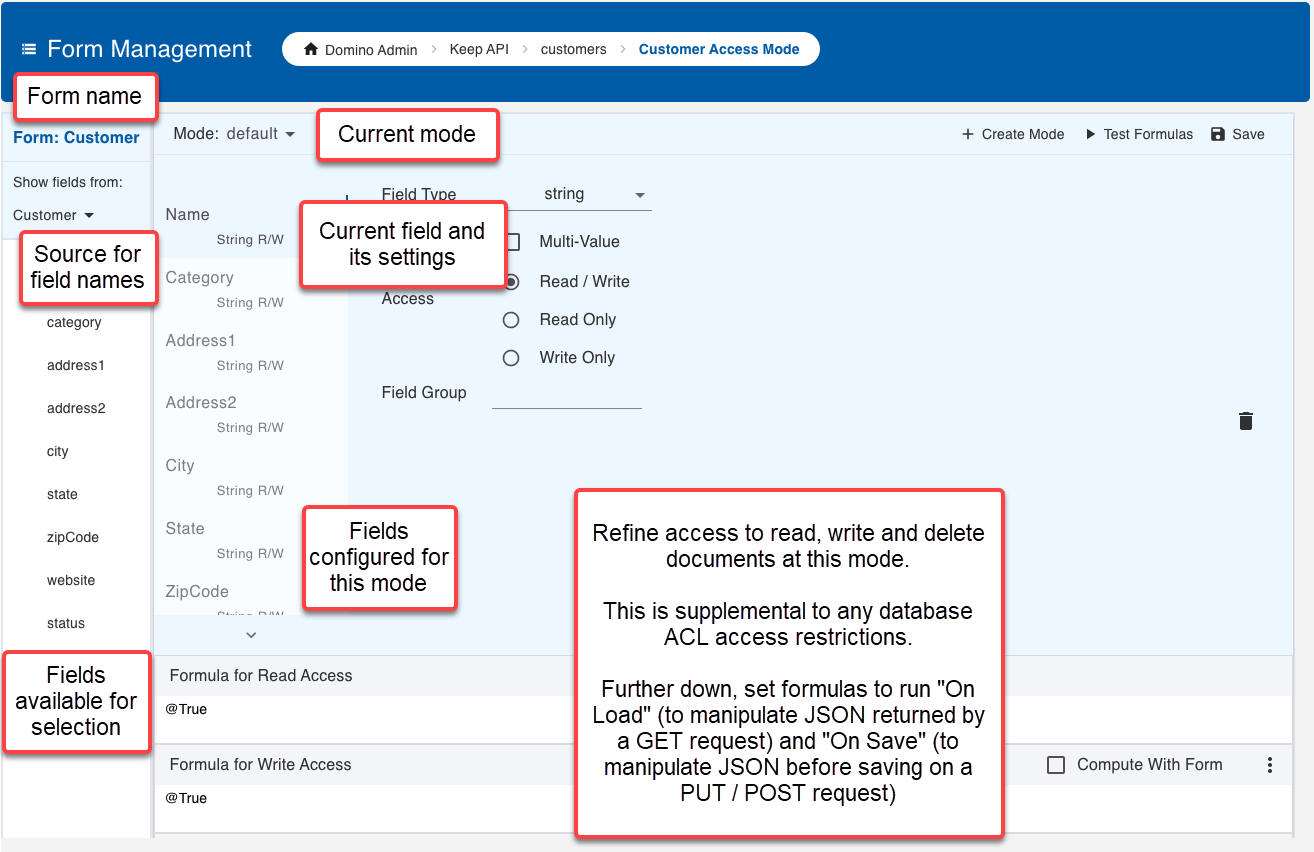 Form Management
Domino Admin > Keep API > customers > Customer Access Mode
Form name
Form: Customer
Mode: default
Current mode
+ Create Mode
Test Formulas
Save
Show fields from:
Customer
Source for
field names
category
address1
address2
city
state
zipCode
website
status
Fields
available for
selection
Name
String R/W
Category
String R/W
Address1
String R/W
Address2
String R/W
City
String R/W
State
String R/W
ZipCode
String R/W
Current field and
its settings
Fields
configured for
this mode
Field Type
string
Multi-Value
Access
Read / Write
Read Only
Write Only
Field Group
Refine access to read, write and delete
documents at this mode.
This is supplemental to any database
ACL access restrictions.
Further down, set formulas to run "On
Load" (to manipulate JSON returned by
a GET request) and "On Save" (to
manipulate JSON before saving on a
PUT / POST request)
Formula for Read Access
@True
Formula for Write Access
Compute With Form
@True